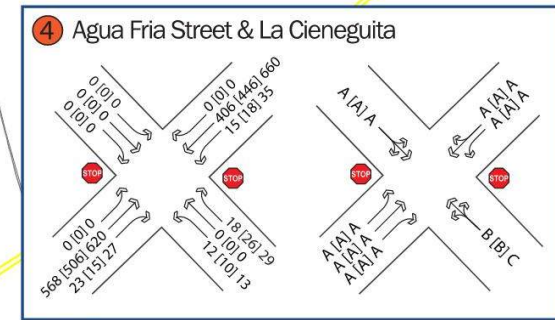 4 Agua Fria Street & La Cieneguita
0 [0] 0
0 [0] 0
0 [0] 0
0 [0] 0
406 [446] 660
15 [18] 35
STOP
STOP
0 [0] 0
568 [506] 620
23 [15] 27
18 [26] 29
0 [0] 0
12 [10] 13
A [A] A
A [A] A
A [A] A
STOP
STOP
A [A] A
A [A] A
A [A] A
B [B] C